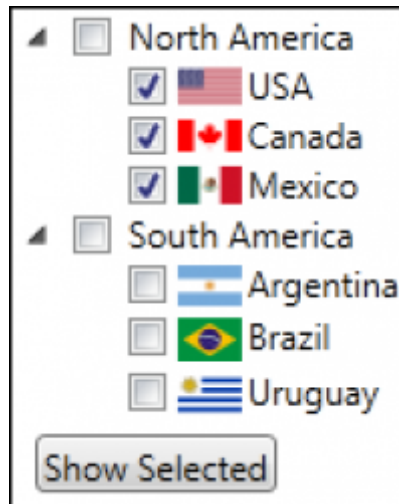 North America
USA
Canada
Mexico
South America
Argentina
Brazil
Uruguay
Show Selected